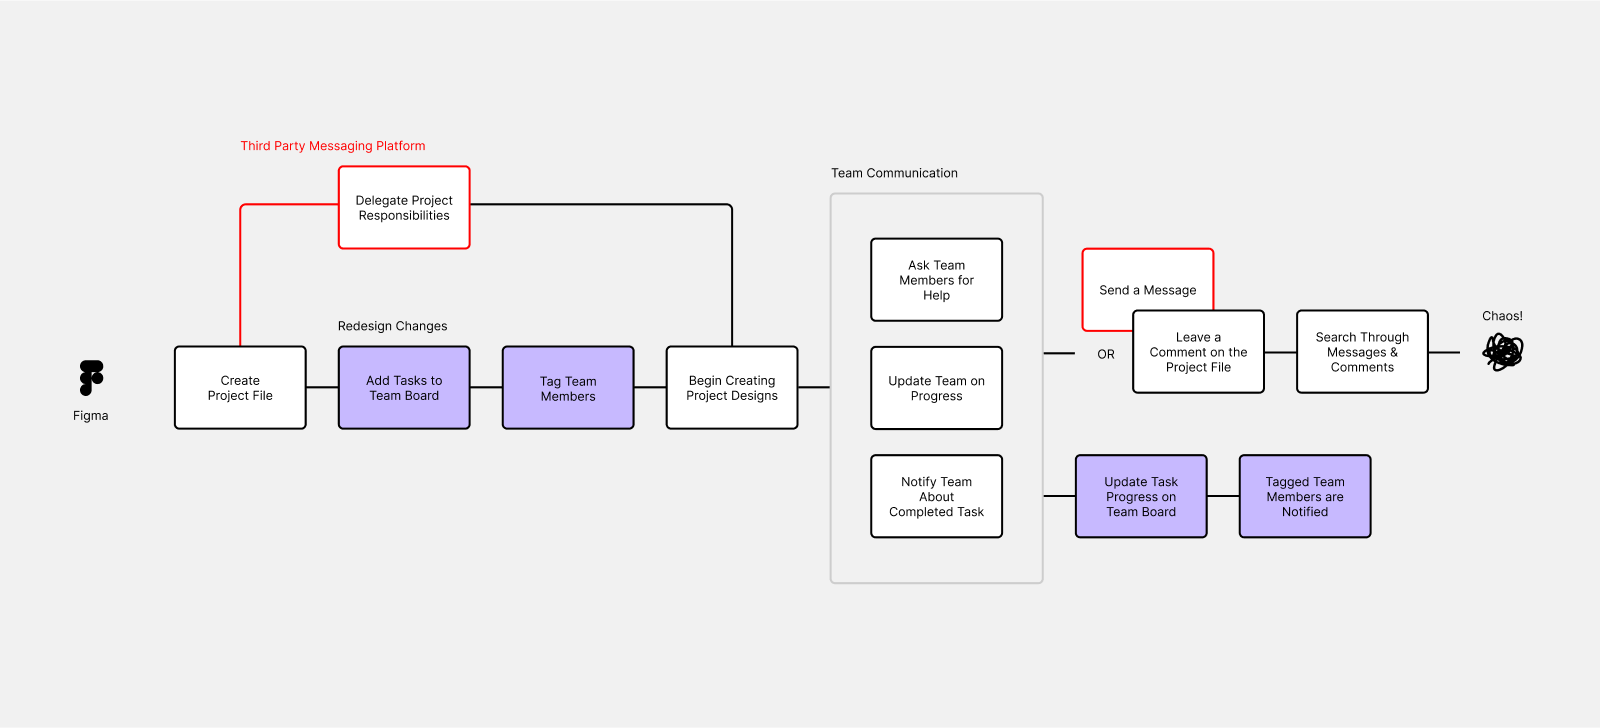 Third Party Messaging Platform
Delegate Project
Responsibilities
Redesign Changes
Figma
Create
Project File
Add Tasks to
Team Board
Tag Team
Members
Begin Creating
Project Designs
Team Communication
Ask Team
Members for
Help
Update Team on
Progress
Notify Team
About
Completed Task
Send a Message
OR
Leave a
Comment on the
Project File
Search Through
Messages &
Comments
Chaos!
Update Task
Progress on
Team Board
Tagged Team
Members are
Notified